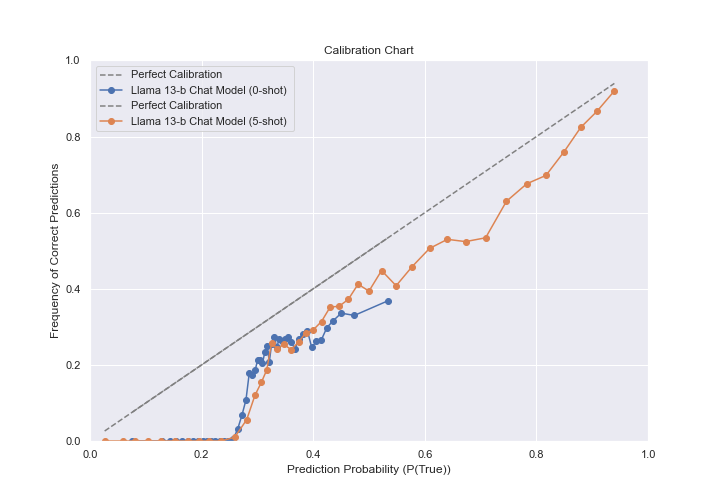 Calibration Chart
Perfect Calibration
Llama 13-b Chat Model (0-shot)
Perfect Calibration
Llama 13-b Chat Model (5-shot)
Frequency of Correct Predictions
1.0
0.8
0.6
0.4
0.2
0.0
0.0 0.2 0.4 0.6 0.8 1.0
Prediction Probability (P(True))